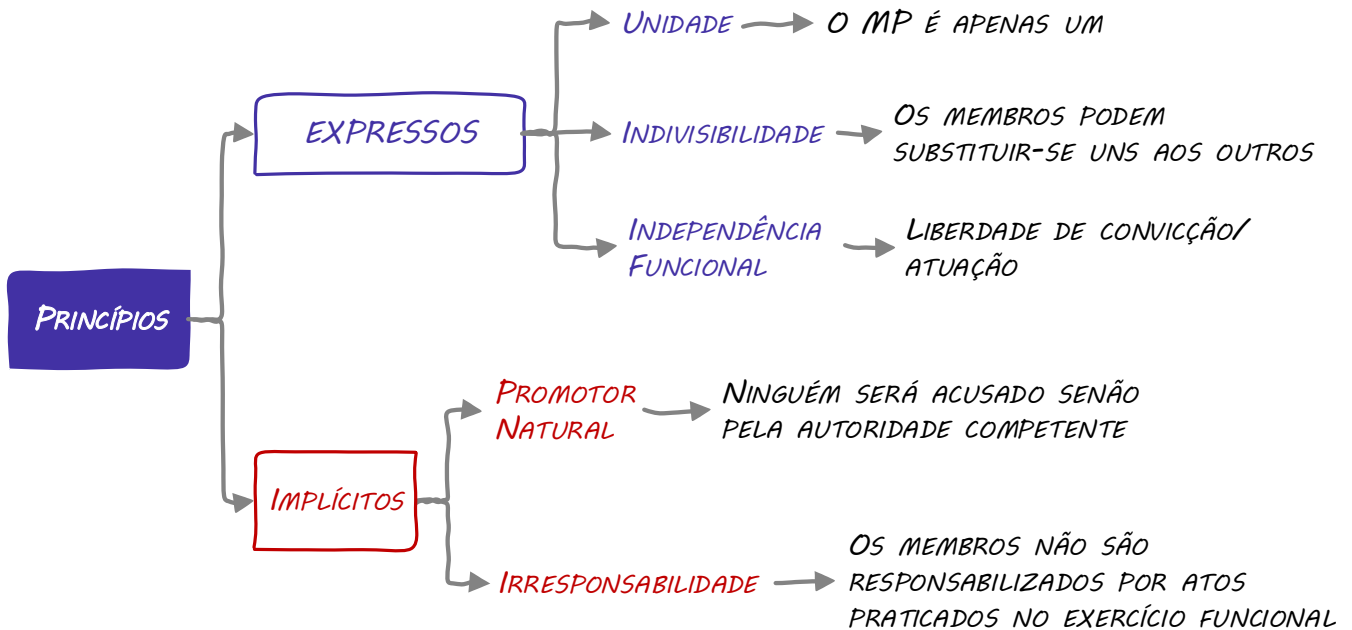 Princípios
EXPRESSOS
Unidade
O MP é apenas um
Indivisibilidade
Os membros podem
substituir-se uns aos outros
Independência
Funcional
Liberdade de convicção/
atuação
Implícitos
Promotor
Natural
Ninguém será acusado senão
pela autoridade competente
Irresponsabilidade
Os membros não são
responsabilizados por atos
praticados no exercício funcional